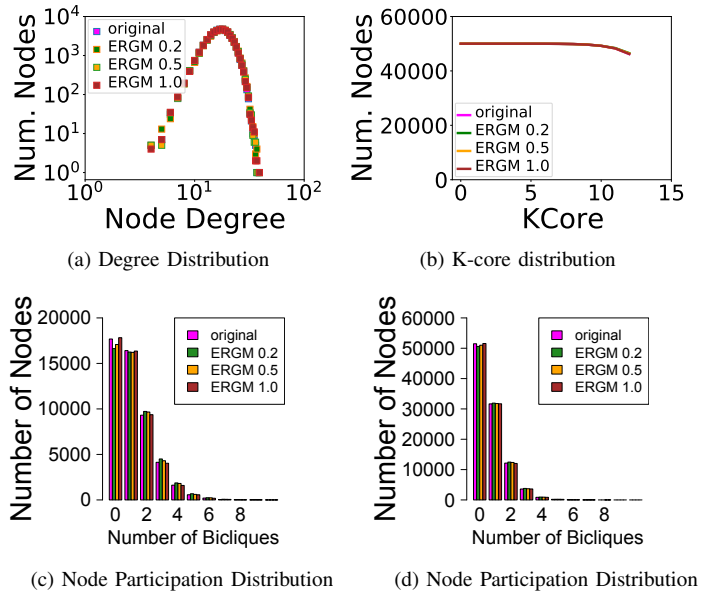 Num. Nodes
10^4
10^3
10^2
10^1
10^0
original
ERGM 0.2
ERGM 0.5
ERGM 1.0
10^0
10^1
10^2
Node Degree
(a) Degree Distribution
Num. Nodes
60000
40000
20000
0
original
ERGM 0.2
ERGM 0.5
ERGM 1.0
0
5
10
15
KCore
(b) K-core distribution
Number of Nodes
20000
15000
10000
5000
0
original
ERGM 0.2
ERGM 0.5
ERGM 1.0
0 2 4 6 8
Number of Bicliques
(c) Node Participation Distribution
Number of Nodes
60000
50000
40000
30000
20000
10000
0
original
ERGM 0.2
ERGM 0.5
ERGM 1.0
0 2 4 6 8
Number of Bicliques
(d) Node Participation Distribution